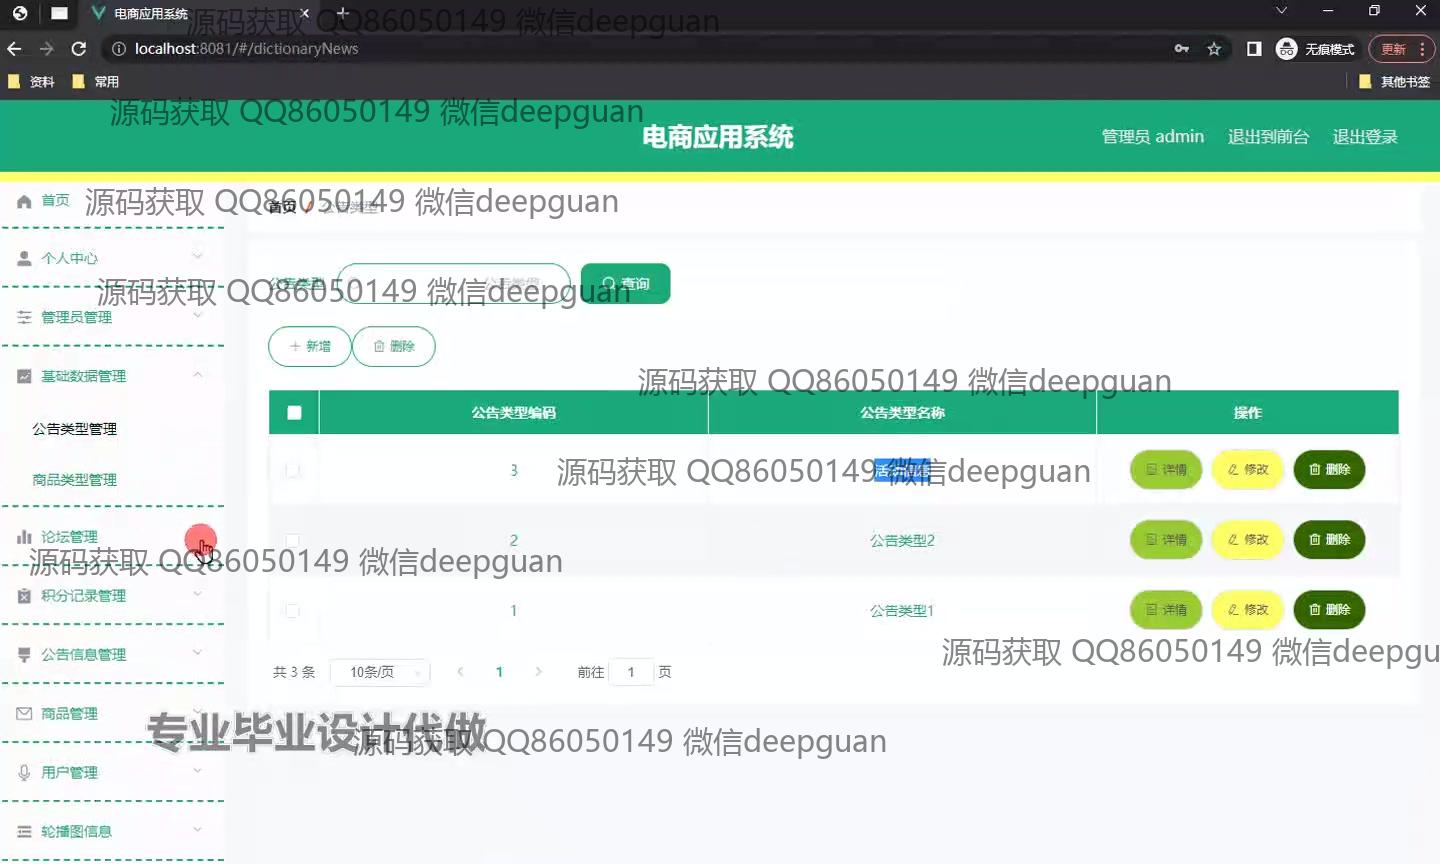 电商应用系统
源码获取 QQ86050149 微信deepguan
localhost:8081/#/dictionaryNews
无痕模式
更新
资料
常用
其他书签
源码获取 QQ86050149 微信deepguan
电商应用系统
管理员 admin
退出到前台
退出登录
首页
源码获取 QQ86050149 微信deepguan
首页 / 公告类型
个人中心
公告类型
查询
源码获取 QQ86050149 微信deepguan
管理员管理
新增
删除
基础数据管理
源码获取 QQ86050149 微信deepguan
公告类型编码
公告类型名称
操作
公告类型管理
3
详情
修改
删除
源码获取 QQ86050149 微信deepguan
商品类型管理
论坛管理
2
公告类型2
详情
修改
删除
源码获取 QQ86050149 微信deepguan
积分记录管理
1
公告类型1
详情
修改
删除
公告信息管理
源码获取 QQ86050149 微信deepgu
共 3 条
10条/页
1
前往
1
页
商品管理
专业毕业设计代做
源码获取 QQ86050149 微信deepguan
用户管理
轮播图信息